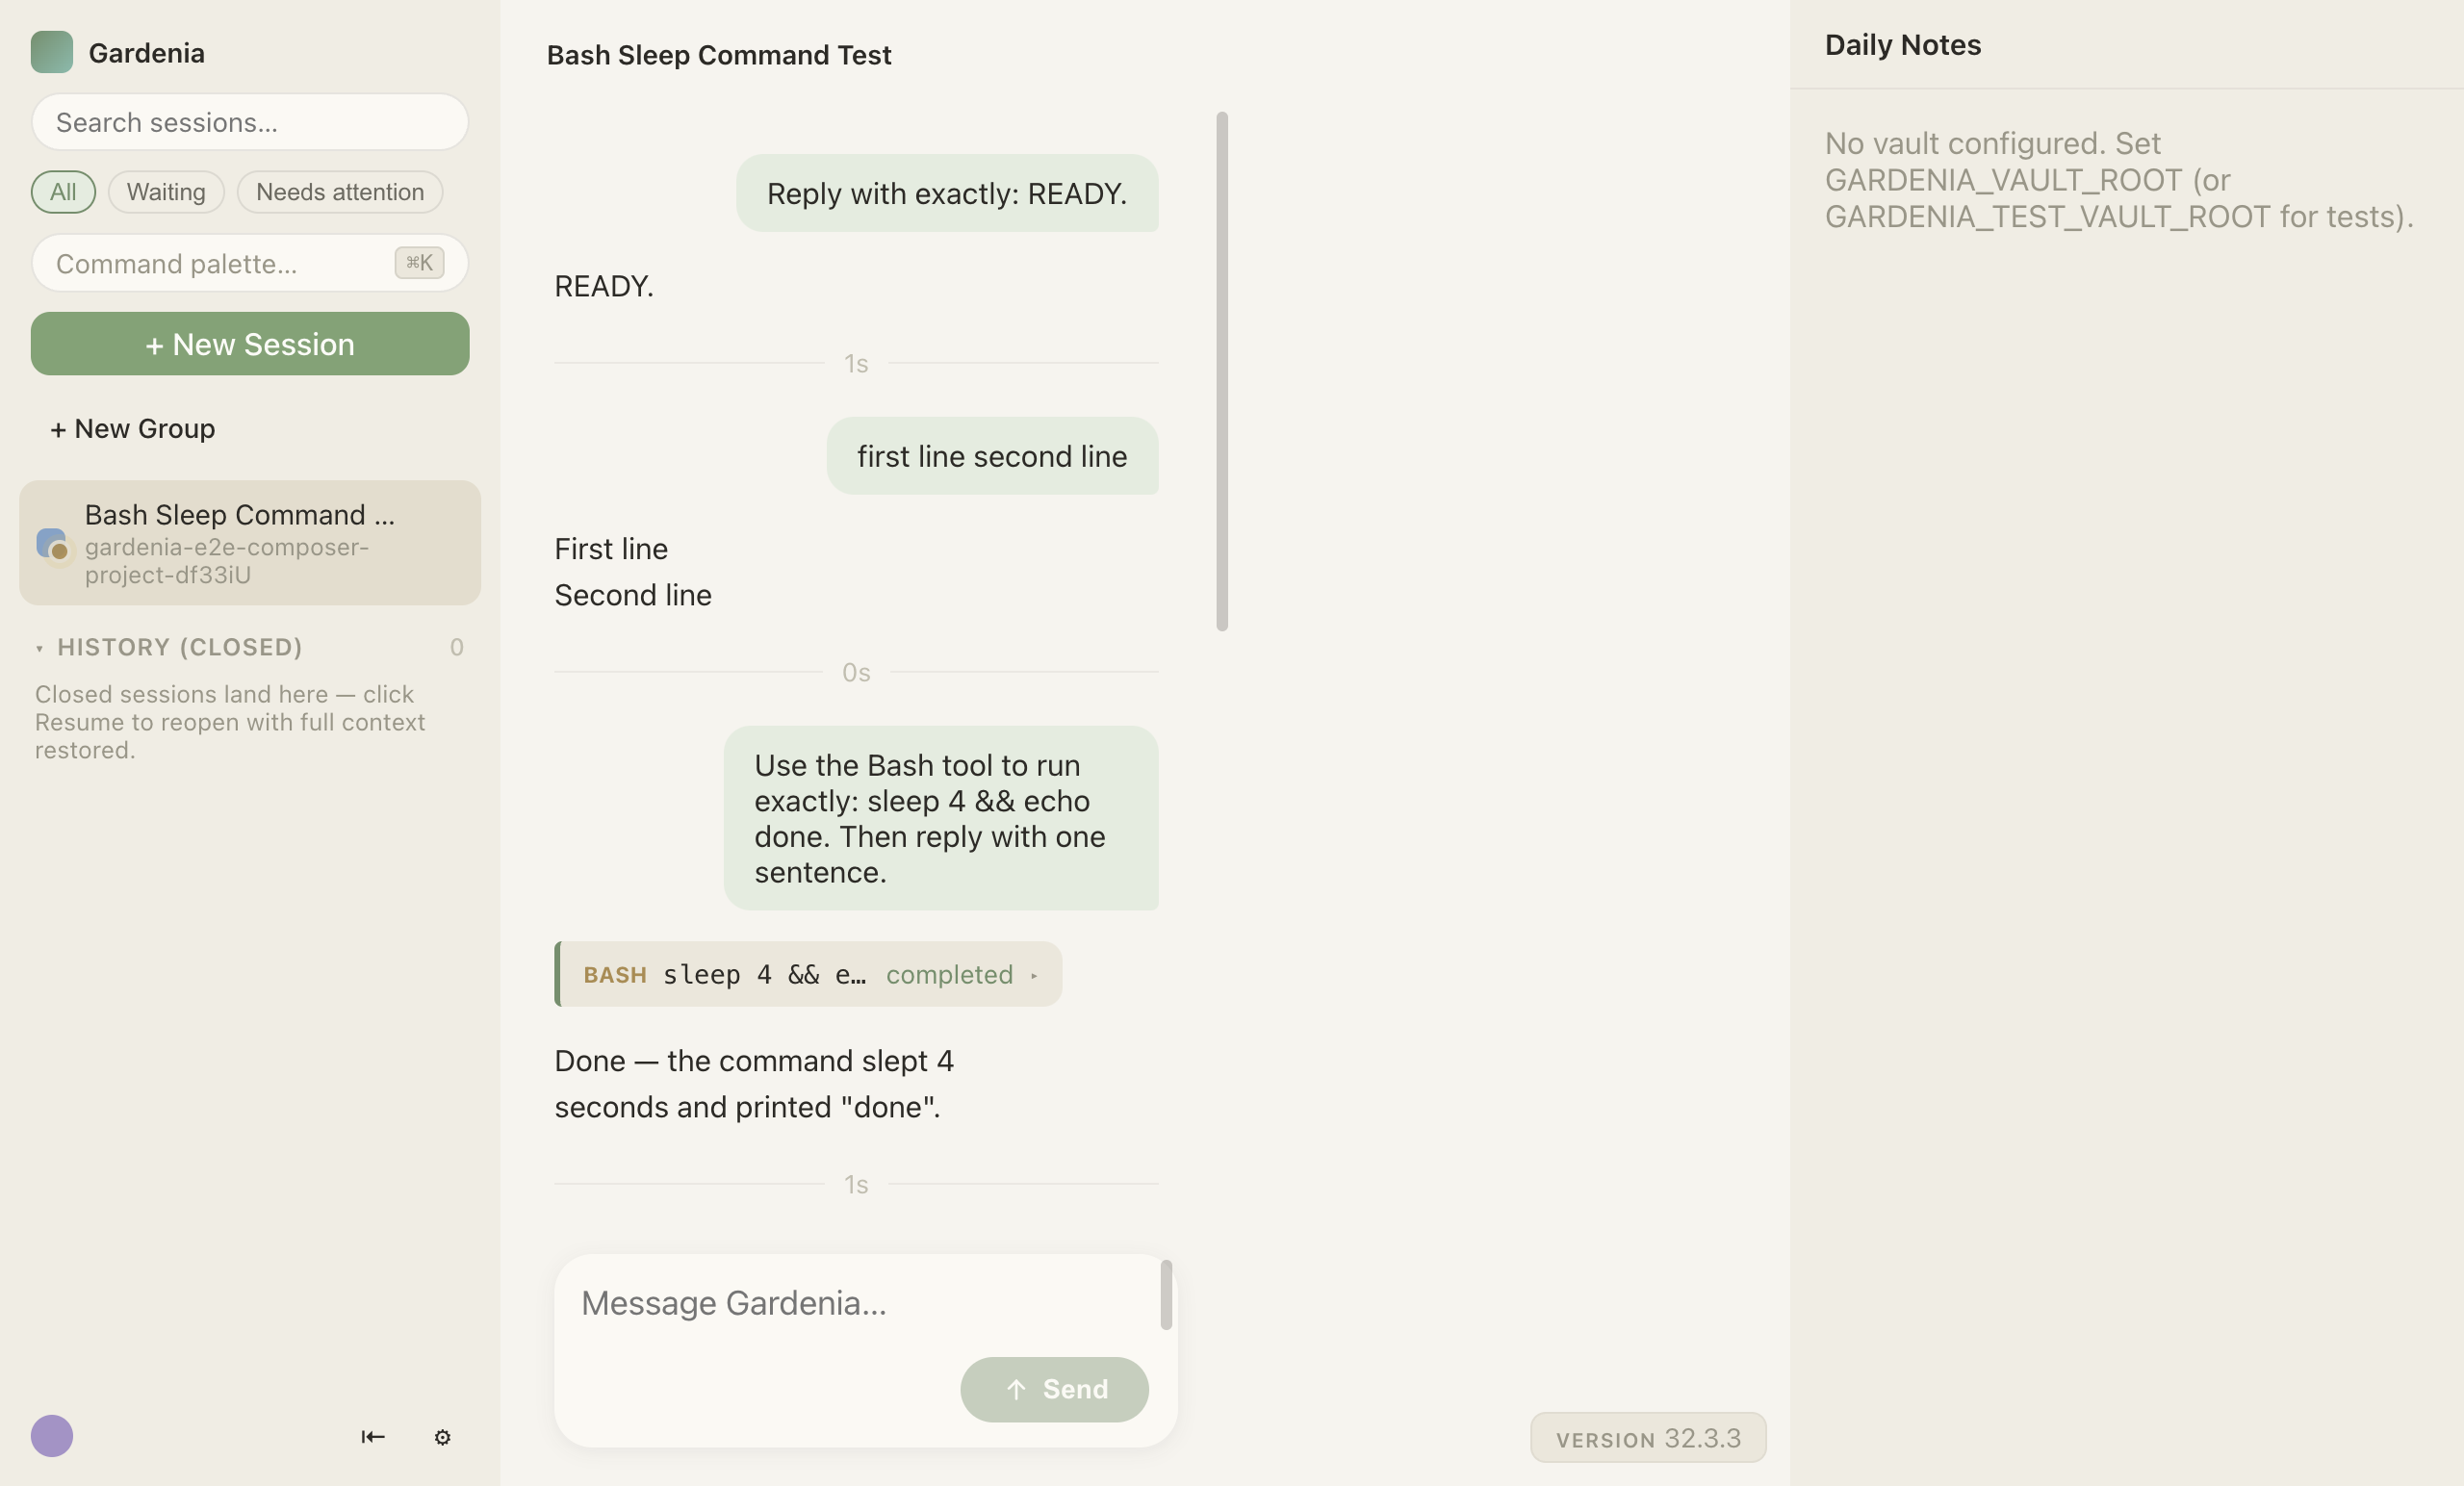 Gardenia
Search sessions...
All
Waiting
Needs attention
Command palette...
⌘K
+ New Session
+ New Group
Bash Sleep Command ...
gardenia-e2e-composer-
project-df33iU
HISTORY (CLOSED)
0
Closed sessions land here — click
Resume to reopen with full context
restored.
Bash Sleep Command Test
Reply with exactly: READY.
READY.
1s
first line second line
First line
Second line
0s
Use the Bash tool to run
exactly: sleep 4 && echo
done. Then reply with one
sentence.
BASH sleep 4 && e… completed
Done — the command slept 4
seconds and printed "done".
1s
Message Gardenia...
↑ Send
VERSION 32.3.3
Daily Notes
No vault configured. Set
GARDENIA_VAULT_ROOT (or
GARDENIA_TEST_VAULT_ROOT for tests).